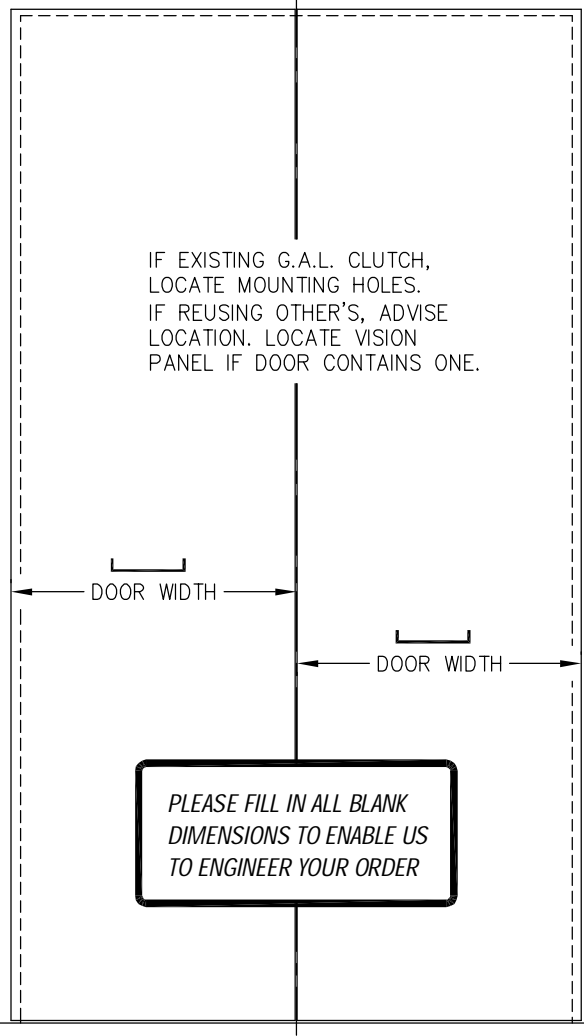 IF EXISTING G.A.L. CLUTCH,
LOCATE MOUNTING HOLES.
IF REUSING OTHER'S, ADVISE
LOCATION. LOCATE VISION
PANEL IF DOOR CONTAINS ONE.
DOOR WIDTH
DOOR WIDTH
PLEASE FILL IN ALL BLANK
DIMENSIONS TO ENABLE US
TO ENGINEER YOUR ORDER